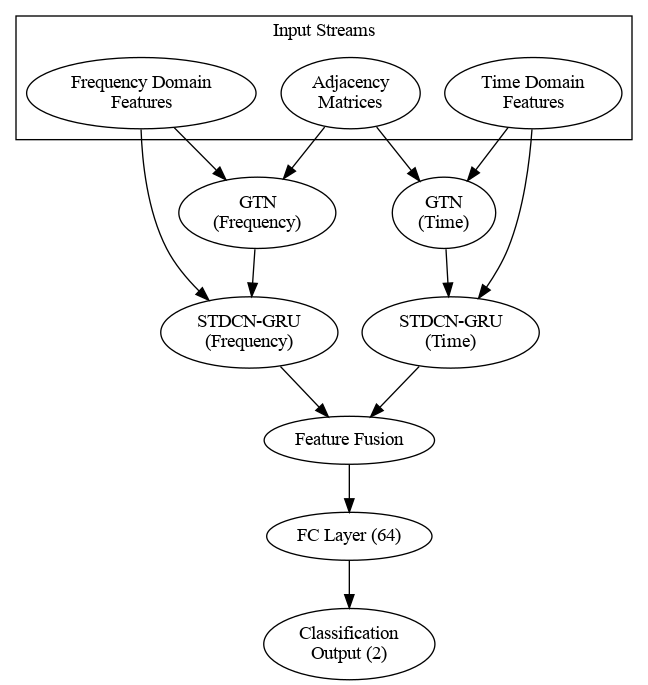 Input Streams
Frequency Domain
Features
Adjacency
Matrices
Time Domain
Features
GTN
(Frequency)
GTN
(Time)
STDCN-GRU
(Frequency)
STDCN-GRU
(Time)
Feature Fusion
FC Layer (64)
Classification
Output (2)